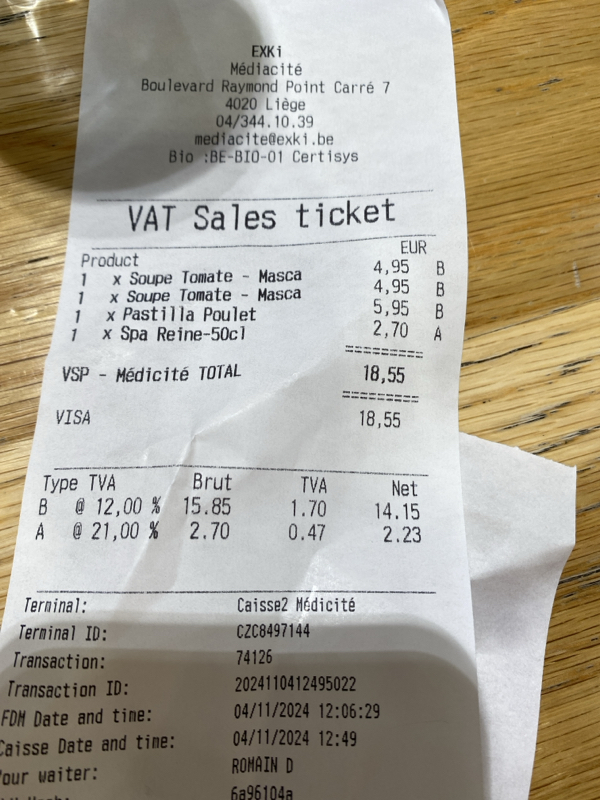 EXKi
Médiacité
Boulevard Raymond Point Carré 7
4020 Liège
04/344.10.39
mediacite@exki.be
Bio :BE-BIO-01 Certisys
VAT Sales ticket
Product EUR
1 x Soupe Tomate - Masca 4,95 B
1 x Soupe Tomate - Masca 4,95 B
1 x Pastilla Poulet 5,95 B
1 x Spa Reine-50cl 2,70 A
=========
VSP - Médicité TOTAL 18,55
=========
VISA 18,55
Type TVA Brut TVA Net
B @ 12,00 % 15.85 1.70 14.15
A @ 21,00 % 2.70 0.47 2.23
Terminal: Caisse2 Médicité
Terminal ID: CZC8497144
Transaction: 74126
Transaction ID: 2024110412495022
FDM Date and time: 04/11/2024 12:06:29
Caisse Date and time: 04/11/2024 12:49
Your waiter: ROMAIN D
6a96104a